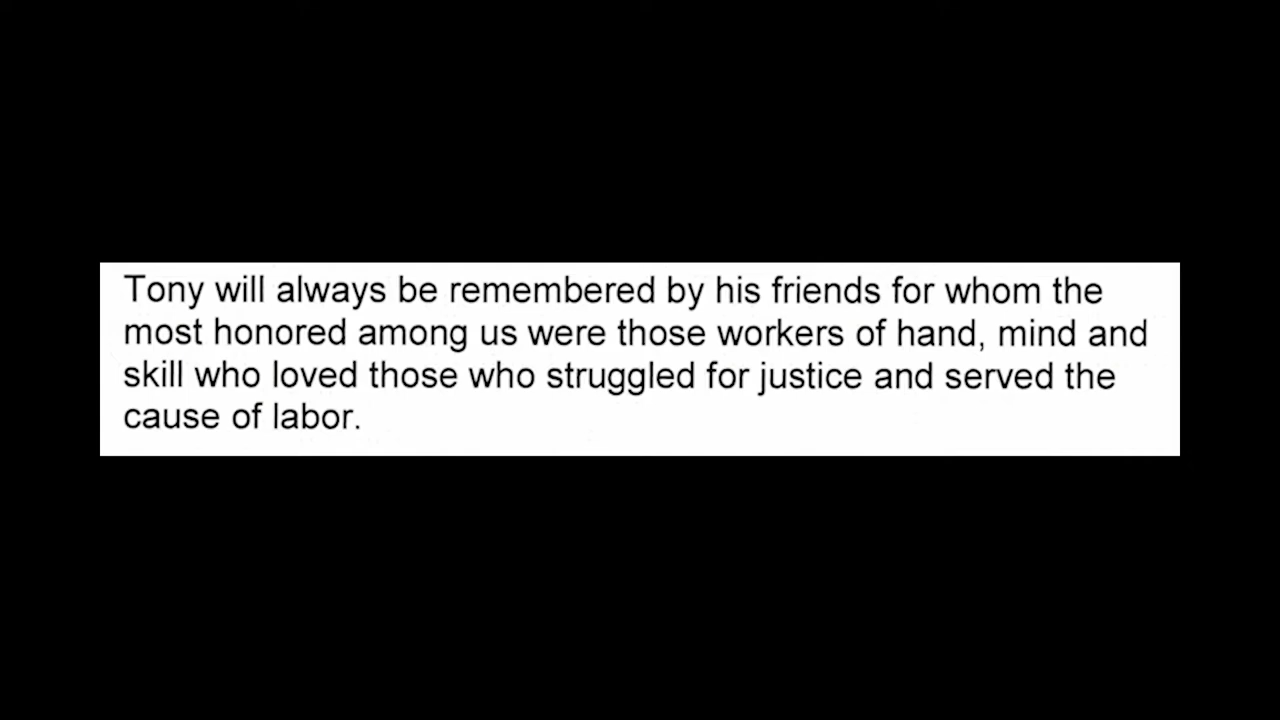 Tony will always be remembered by his friends for whom the
most honored among us were those workers of hand, mind and
skill who loved those who struggled for justice and served the
cause of labor.